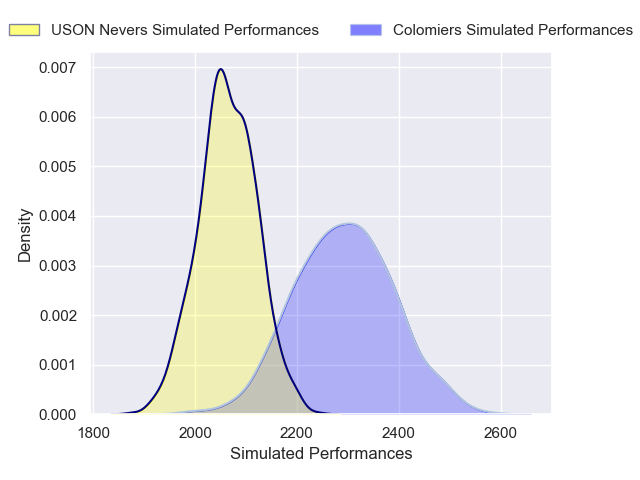 USON Nevers Simulated Performances Colomiers Simulated Performances
0.007
0.006
0.005
0.004
0.003
0.002
0.001
0.000
Density
1800 2000 2200 2400 2600
Simulated Performances